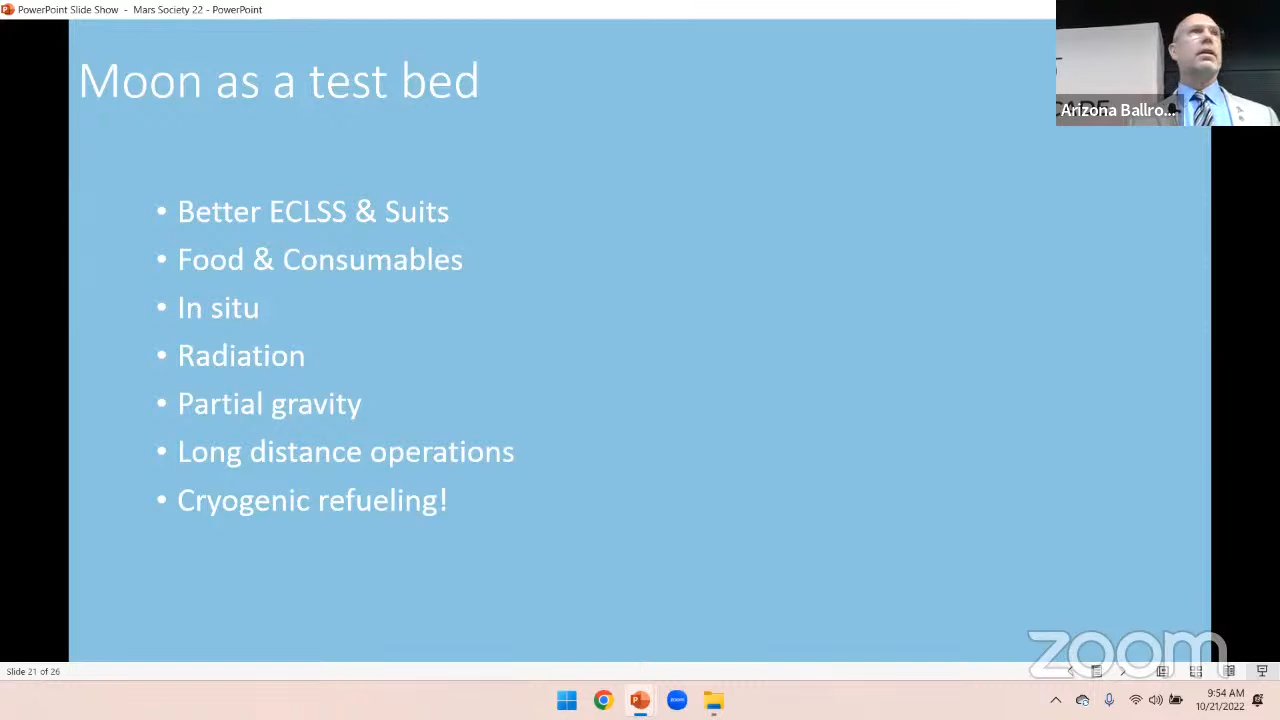 PowerPoint Slide Show - Mars Society 22 - PowerPoint
Moon as a test bed
Arizona Ballro...
• Better ECLSS & Suits
• Food & Consumables
• In situ
• Radiation
• Partial gravity
• Long distance operations
• Cryogenic refueling!
zoom
Slide 21 of 26
zoom
9:54 AM
10/21/2022